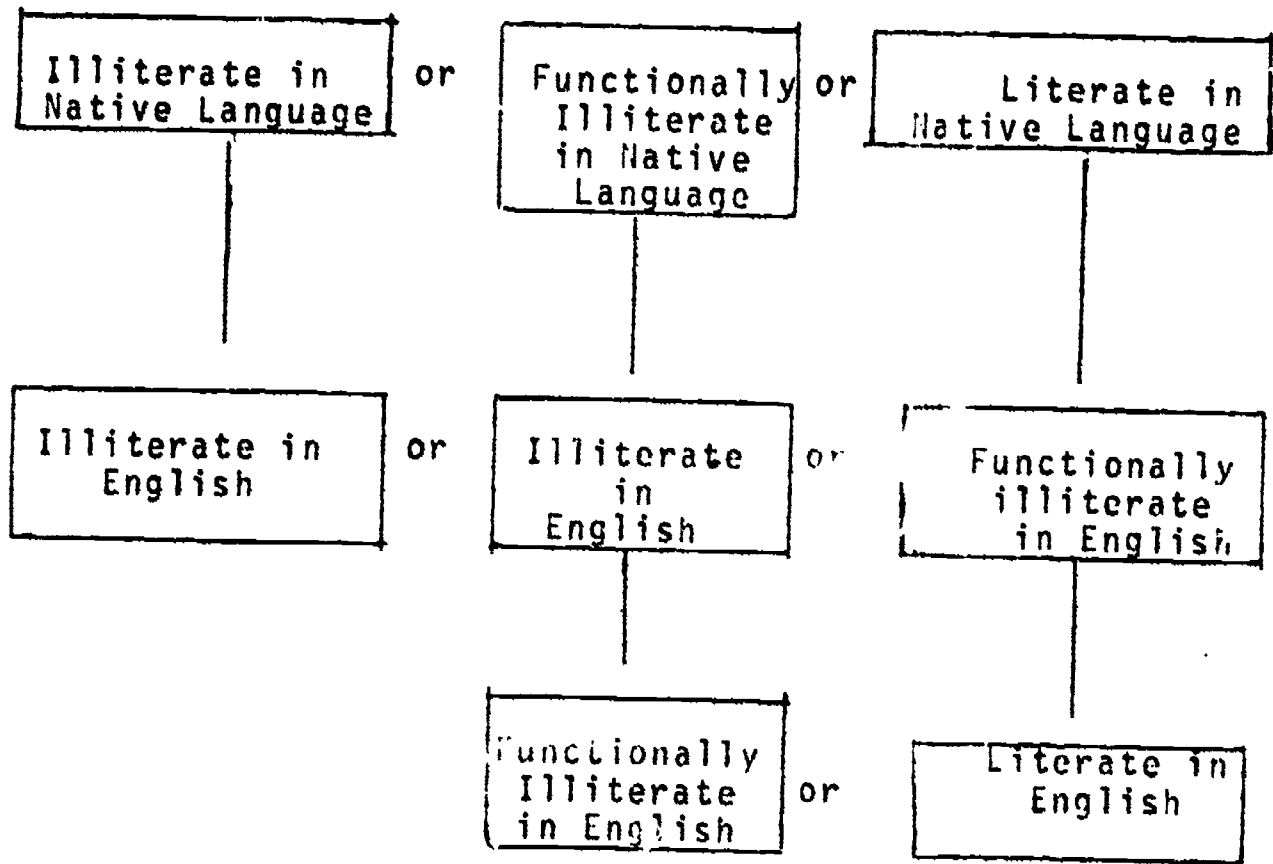 Illiterate in
Native Language
or
Functionally
Illiterate
in Native
Language
or
Literate in
Native Language
Illiterate in
English
or
Illiterate
in
English
or
Functionally
illiterate
in English
Functionally
Illiterate
in English
or
Literate in
English